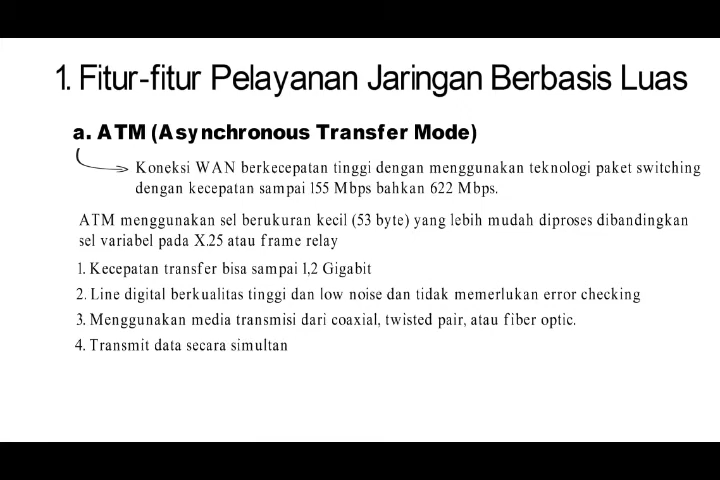 1. Fitur-fitur Pelayanan Jaringan Berbasis Luas
a. ATM (Asynchronous Transfer Mode)
Koneksi WAN berkecepatan tinggi dengan menggunakan teknologi paket switching
dengan kecepatan sampai 155 Mbps bahkan 622 Mbps.
ATM menggunakan sel berukuran kecil (53 byte) yang lebih mudah diproses dibandingkan
sel variabel pada X.25 atau frame relay
1. Kecepatan transfer bisa sampai 1,2 Gigabit
2. Line digital berkualitas tinggi dan low noise dan tidak memerlukan error checking
3. Menggunakan media transmisi dari coaxial, twisted pair, atau fiber optic.
4. Transmit data secara simultan